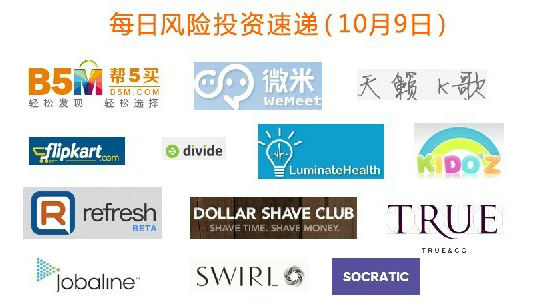 每日风险投资速递(10月9日)
B5M 帮5买
B5M.COM
轻松发现 轻松选择
微米
WeMeet
天籁K歌
flipkart.com
divide
LuminateHealth
KIDO'Z
R refresh
BETA
DOLLAR SHAVE CLUB
SHAVE TIME. SHAVE MONEY.
TRUE
TRUE&CO
Jobaline™
SWIRL
SOCRATIC